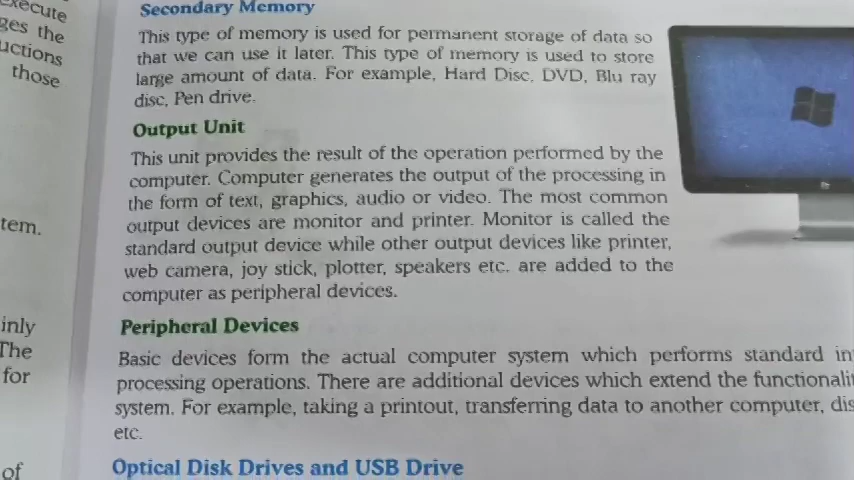 xecute
ges the
uctions
those
tem.
inly
The
for
of
Secondary Memory
This type of memory is used for permanent storage of data so
that we can use it later. This type of memory is used to store
large amount of data. For example, Hard Disc, DVD, Blu ray
disc, Pen drive.
Output Unit
This unit provides the result of the operation performed by the
computer. Computer generates the output of the processing in
the form of text, graphics, audio or video. The most common
output devices are monitor and printer. Monitor is called the
standard output device while other output devices like printer,
web camera, joy stick, plotter, speakers etc. are added to the
computer as peripheral devices.
Peripheral Devices
Basic devices form the actual computer system which performs standard in
processing operations. There are additional devices which extend the functionalit
system. For example, taking a printout, transferring data to another computer, dis
etc.
Optical Disk Drives and USB Drive